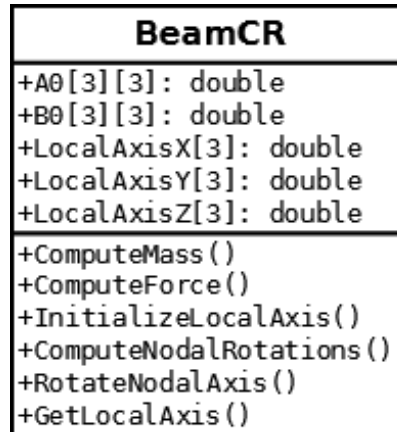 BeamCR
+A0[3][3]: double
+B0[3][3]: double
+LocalAxisX[3]: double
+LocalAxisY[3]: double
+LocalAxisZ[3]: double
+ComputeMass()
+ComputeForce()
+InitializeLocalAxis()
+ComputeNodalRotations()
+RotateNodalAxis()
+GetLocalAxis()